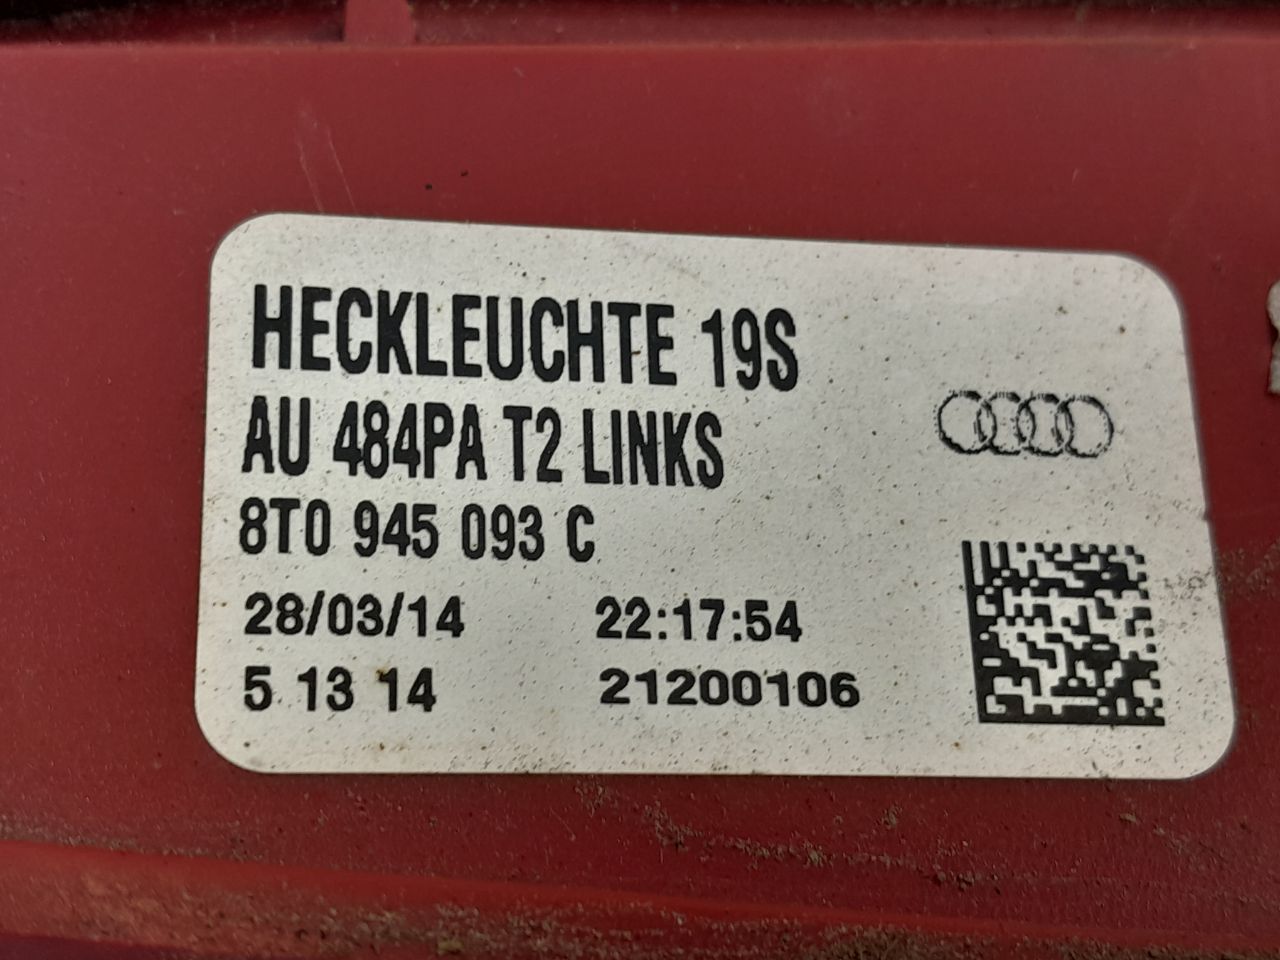 HECKLEUCHTE 19S
AU 484PA T2 LINKS
8T0 945 093 C
28/03/14 22:17:54
5 13 14 21200106